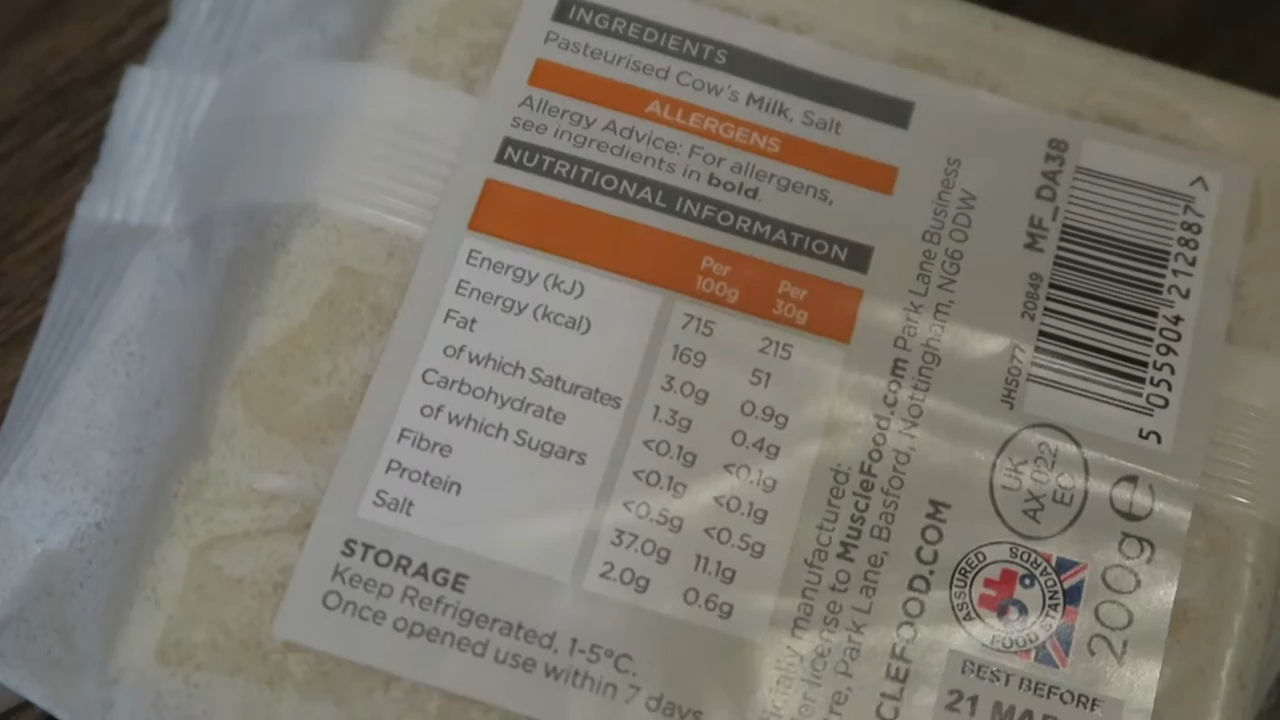 INGREDIENTS
Pasteurised Cow's Milk, Salt
ALLERGENS
Allergy Advice: For allergens,
see ingredients in bold.
NUTRITIONAL INFORMATION
Per 100g Per 30g
Energy (kJ) 715 215
Energy (kcal) 169 51
Fat 3.0g 0.9g
of which Saturates 1.3g 0.4g
Carbohydrate <0.1g <0.1g
of which Sugars <0.1g <0.1g
Fibre <0.5g <0.5g
Protein 37.0g 11.1g
Salt 2.0g 0.6g
STORAGE
Keep Refrigerated, 1-5°C.
Once opened use within 7 days
manufactured:
license to MuscleFood.com Park Lane Business
Park Lane, Basford, Nottingham, NG6 0DW
CLEFOOD.COM
JH5077 20849 MF_DA38
5 055904 212887 >
UK
AX 022
EC
ASSURED
FOOD STANDARDS
200g e
BEST BEFORE
21 MAR